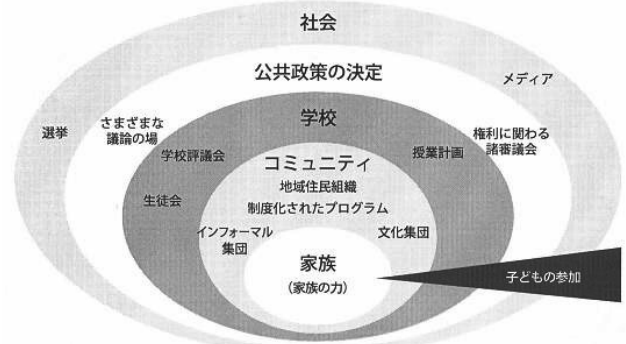 社会
公共政策の決定
メディア
選挙
さまざまな
議論の場
学校
権利に関わる
諸審議会
学校評議会
授業計画
コミュニティ
地域住民組織
生徒会
制度化されたプログラム
インフォーマル
集団
文化集団
家族
(家族の力)
子どもの参加